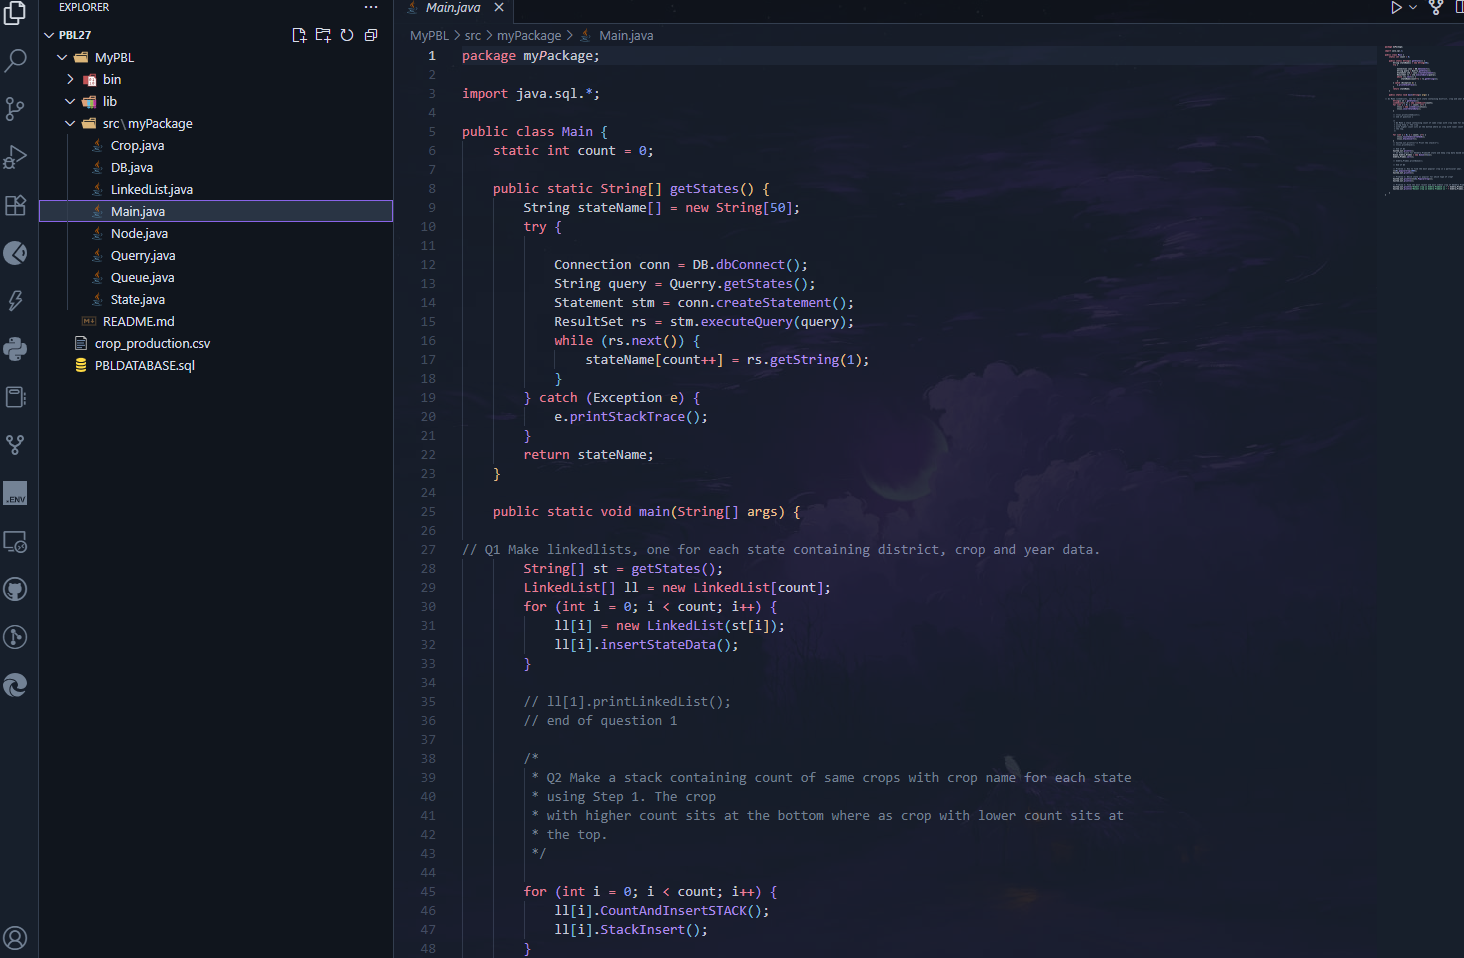 EXPLORER
Main.java
PBL27
MyPBL > src > myPackage > Main.java
MyPBL
bin
lib
src\myPackage
Crop.java
DB.java
LinkedList.java
Main.java
Node.java
Querry.java
Queue.java
State.java
README.md
crop_production.csv
PBLDATABASE.sql
.ENV
1 package myPackage;
2
3 import java.sql.*;
4
5 public class Main {
6 static int count = 0;
7
8 public static String[] getStates() {
9 String stateName[] = new String[50];
10 try {
11
12 Connection conn = DB.dbConnect();
13 String query = Querry.getStates();
14 Statement stm = conn.createStatement();
15 ResultSet rs = stm.executeQuery(query);
16 while (rs.next()) {
17 stateName[count++] = rs.getString(1);
18 }
19 } catch (Exception e) {
20 e.printStackTrace();
21 }
22 return stateName;
23 }
24
25 public static void main(String[] args) {
26
27 // Q1 Make linkedlists, one for each state containing district, crop and year data.
28 String[] st = getStates();
29 LinkedList[] ll = new LinkedList[count];
30 for (int i = 0; i < count; i++) {
31 ll[i] = new LinkedList(st[i]);
32 ll[i].insertStateData();
33 }
34
35 // ll[1].printLinkedList();
36 // end of question 1
37
38 /*
39 * Q2 Make a stack containing count of same crops with crop name for each state
40 * using Step 1. The crop
41 * with higher count sits at the bottom where as crop with lower count sits at
42 * the top.
43 */
44
45 for (int i = 0; i < count; i++) {
46 ll[i].CountAndInsertSTACK();
47 ll[i].StackInsert();
48 }